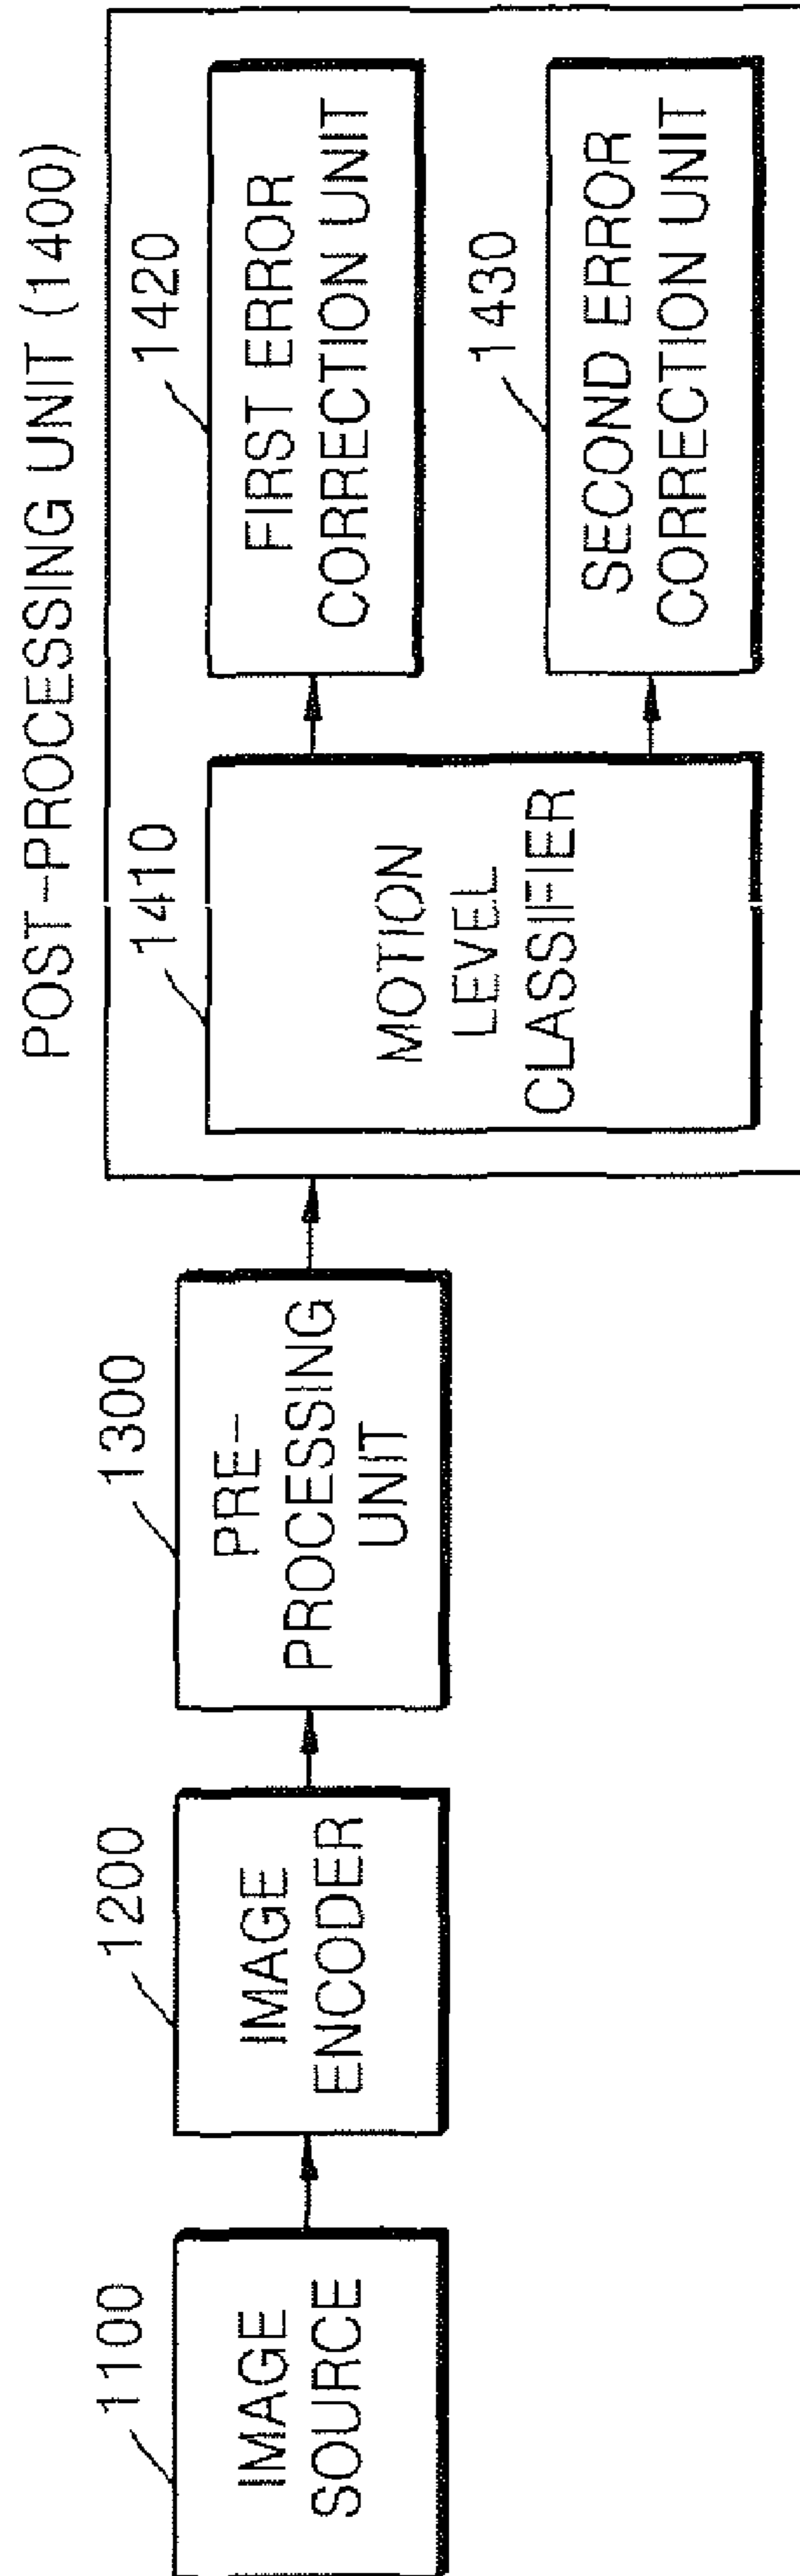 POST-PROCESSING UNIT (1400)
1100
IMAGE
SOURCE
1200
IMAGE
ENCODER
1300
PRE-
PROCESSING
UNIT
1410
MOTION
LEVEL
CLASSIFIER
1420
FIRST ERROR
CORRECTION UNIT
1430
SECOND ERROR
CORRECTION UNIT